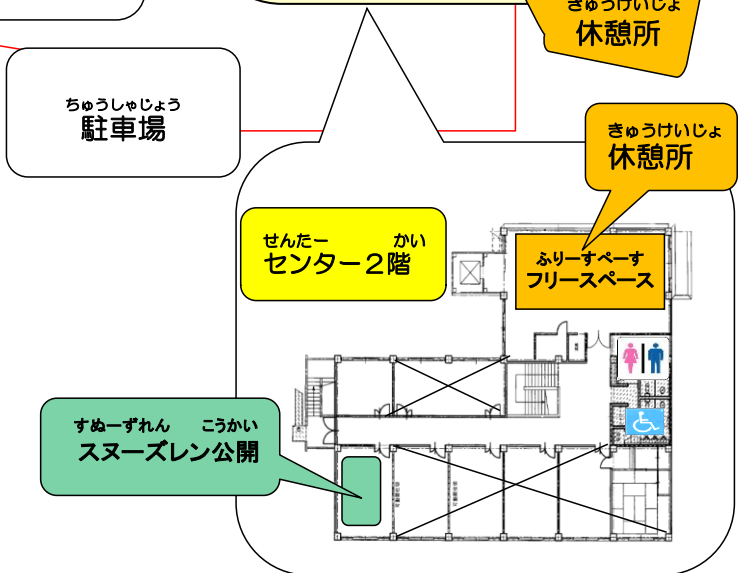 きゅうけいじょ
休憩所
ちゅうしゃじょう
駐車場
きゅうけいじょ
休憩所
せんたー かい
センター２階
ふりーすぺーす
フリースペース
すぬーずれん こうかい
スヌーズレン公開